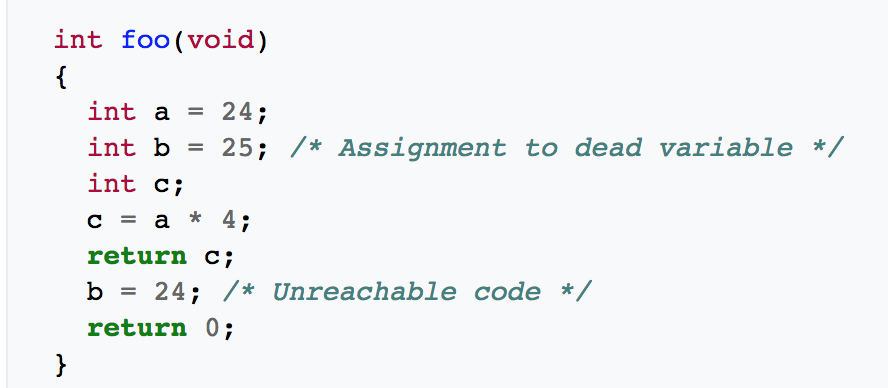 int foo(void)
{
  int a = 24;
  int b = 25; /* Assignment to dead variable */
  int c;
  c = a * 4;
  return c;
  b = 24; /* Unreachable code */
  return 0;
}